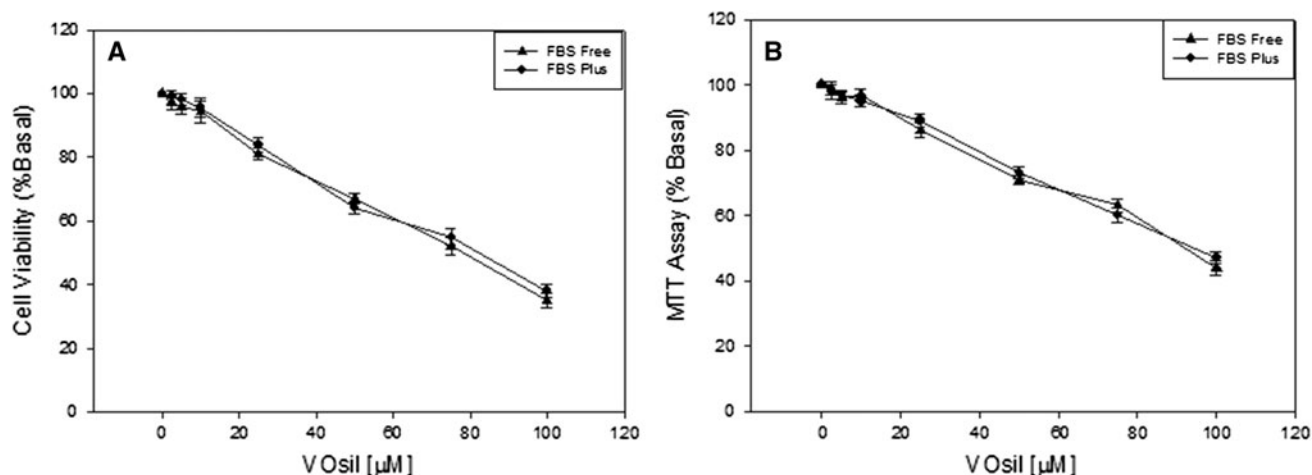 A
FBS Free
FBS Plus
Cell Viability (%Basal)
120
100
80
60
40
20
0
0 20 40 60 80 100 120
VOsil [µM]
B
FBS Free
FBS Plus
MTT Assay (% Basal)
120
100
80
60
40
20
0
0 20 40 60 80 100 120
VOsil [µM]